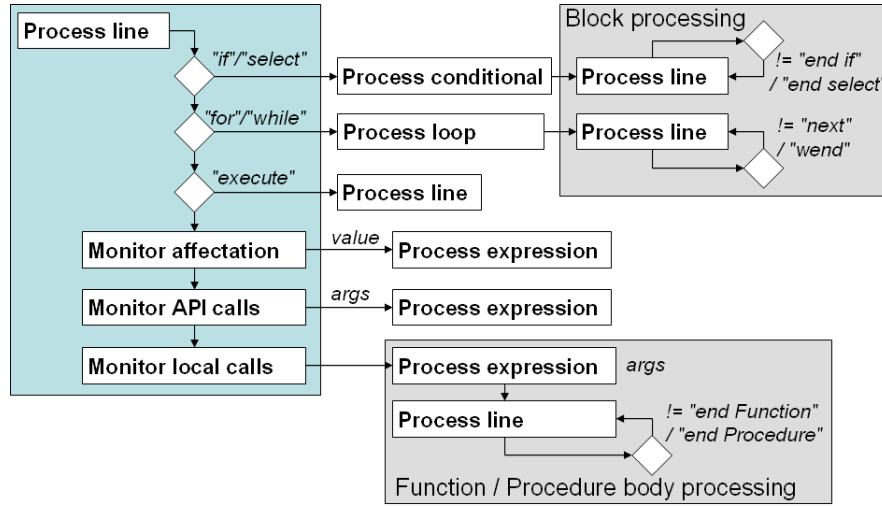 Block processing
Process line
"if"/"select"
!= "end if"
/ "end select"
Process conditional
Process line
"for"/"while"
Process loop
Process line
!= "next"
/ "wend"
"execute"
Process line
Monitor affectation
value
Process expression
Monitor API calls
args
Process expression
Monitor local calls
Process expression
args
Process line
!= "end Function"
/ "end Procedure"
Function / Procedure body processing